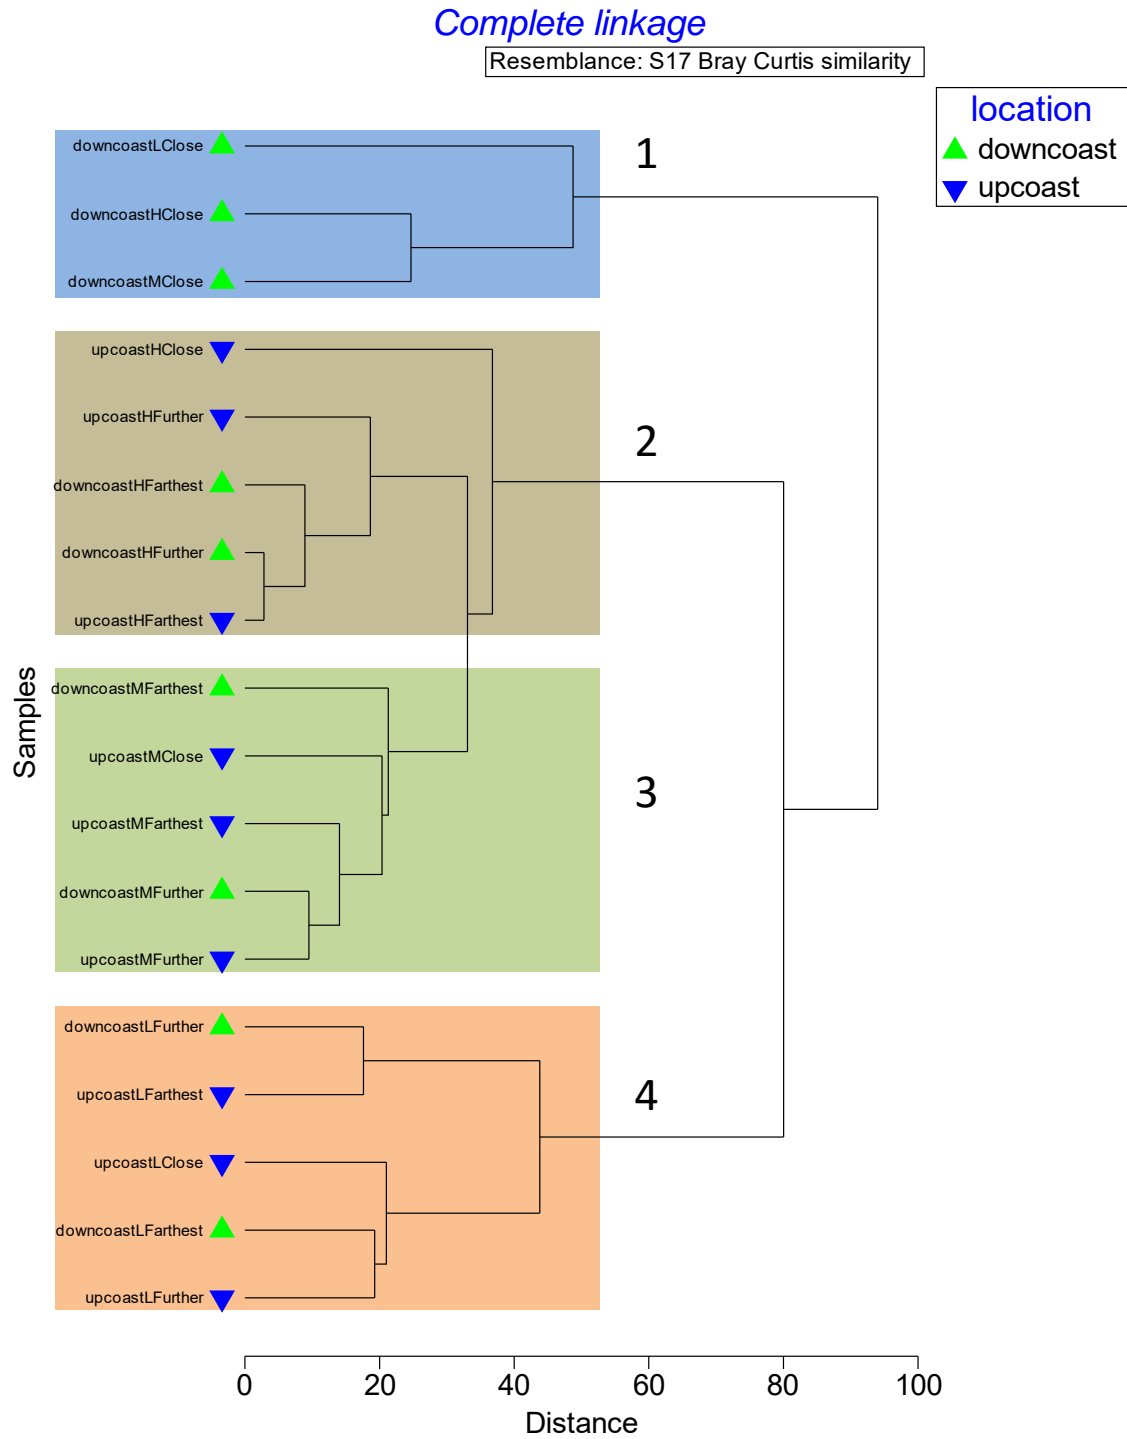 Complete linkage
Resemblance: S17 Bray Curtis similarity
location
downcoast
upcoast
downcoastLClose
1
downcoastHClose
downcoastMClose
upcoastHClose
upcoastHFurther
2
downcoastHFarthest
downcoastHFurther
upcoastHFarthest
Samples
downcoastMFarthest
upcoastMClose
3
upcoastMFarthest
downcoastMFurther
upcoastMFurther
downcoastLFurther
upcoastLFarthest
4
upcoastLClose
downcoastLFarthest
upcoastLFurther
0 20 40 60 80 100
Distance